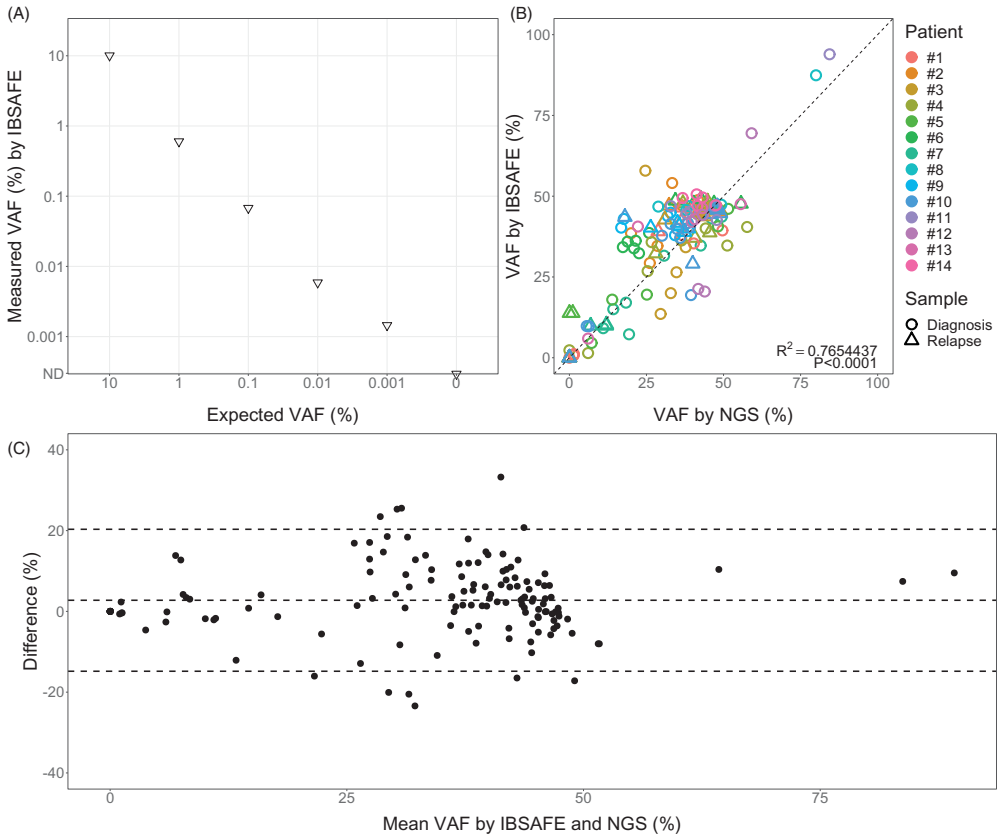 (A)
Measured VAF (%) by IBSAFE
10
1
0.1
0.01
0.001
ND
10
1
0.1
0.01
0.001
0
Expected VAF (%)
(B)
VAF by IBSAFE (%)
100
75
50
25
0
0
25
50
75
100
R² = 0.7654437
P<0.0001
VAF by NGS (%)
Patient
#1
#2
#3
#4
#5
#6
#7
#8
#9
#10
#11
#12
#13
#14
Sample
Diagnosis
Relapse
(C)
Difference (%)
40
20
0
-20
-40
0
25
50
75
Mean VAF by IBSAFE and NGS (%)